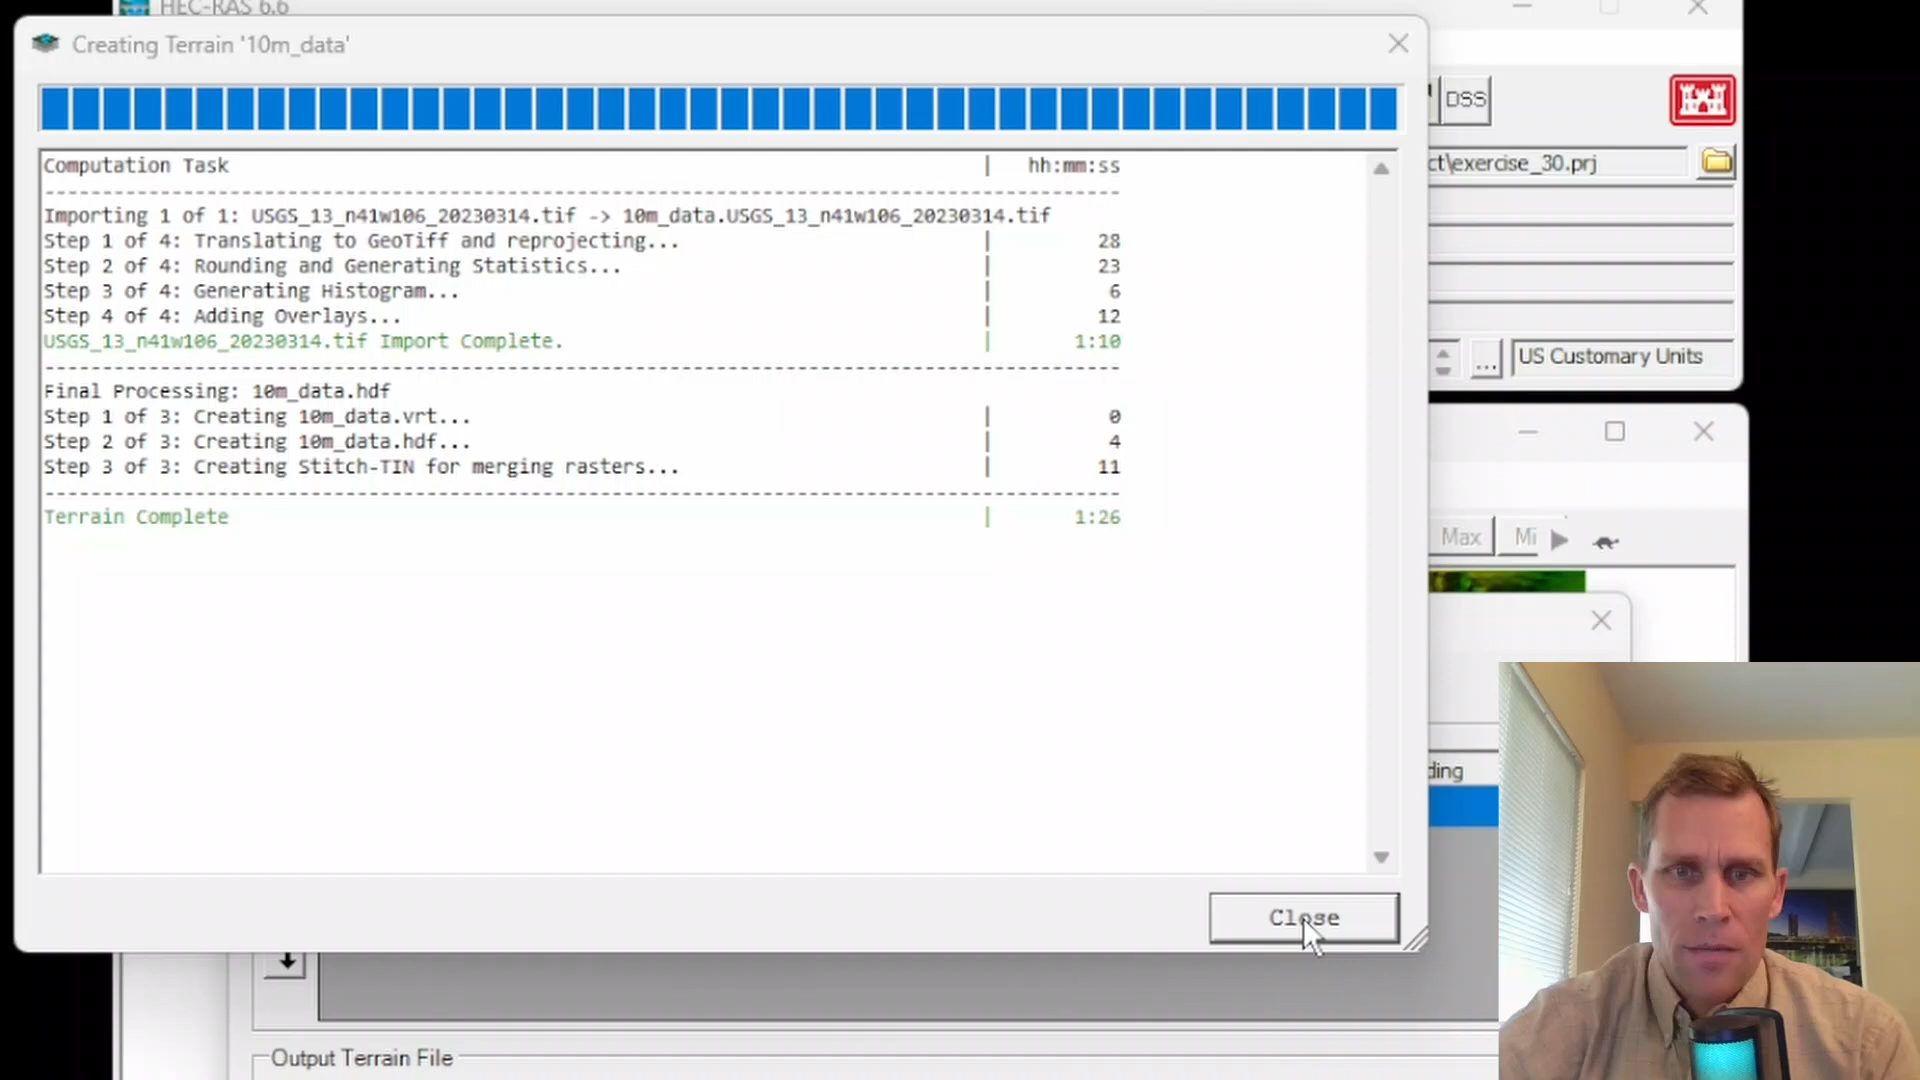 HEC-RAS 6.6
Creating Terrain '10m_data'
DSS
Computation Task | hh:mm:ss
ct\exercise_30.prj
Importing 1 of 1: USGS_13_n41w106_20230314.tif -> 10m_data.USGS_13_n41w106_20230314.tif
Step 1 of 4: Translating to GeoTiff and reprojecting... | 28
Step 2 of 4: Rounding and Generating Statistics... | 23
Step 3 of 4: Generating Histogram... | 6
Step 4 of 4: Adding Overlays... | 12
USGS_13_n41w106_20230314.tif Import Complete. | 1:10
... US Customary Units
Final Processing: 10m_data.hdf
Step 1 of 3: Creating 10m_data.vrt... | 0
Step 2 of 3: Creating 10m_data.hdf... | 4
Step 3 of 3: Creating Stitch-TIN for merging rasters... | 11
Terrain Complete | 1:26
Max Mi
ding
Close
Output Terrain File